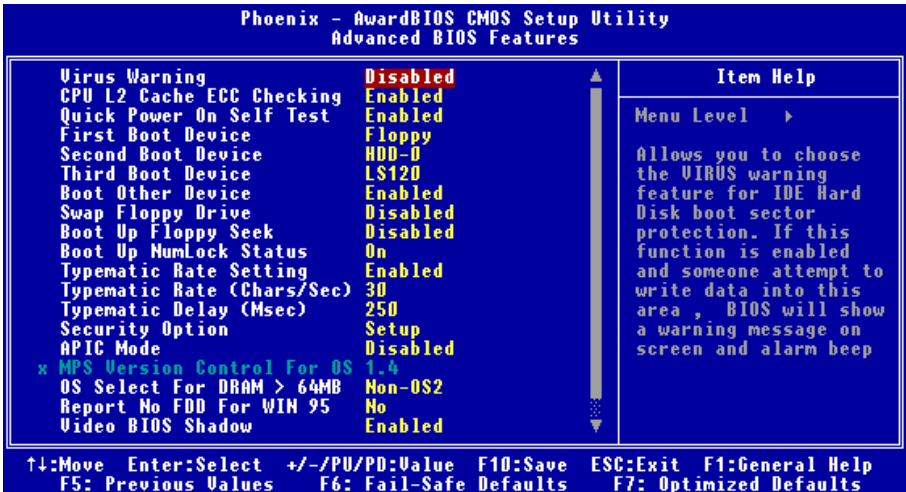 Phoenix - AwardBIOS CMOS Setup Utility
Advanced BIOS Features
Virus Warning Disabled
CPU L2 Cache ECC Checking Enabled
Quick Power On Self Test Enabled
First Boot Device Floppy
Second Boot Device HDD-0
Third Boot Device LS120
Boot Other Device Enabled
Swap Floppy Drive Disabled
Boot Up Floppy Seek Disabled
Boot Up NumLock Status On
Typematic Rate Setting Enabled
Typematic Rate (Chars/Sec) 30
Typematic Delay (Msec) 250
Security Option Setup
APIC Mode Disabled
x MPS Version Control For OS 1.4
OS Select For DRAM > 64MB Non-OS2
Report No FDD For WIN 95 No
Video BIOS Shadow Enabled
Item Help
Menu Level
Allows you to choose
the VIRUS warning
feature for IDE Hard
Disk boot sector
protection. If this
function is enabled
and someone attempt to
write data into this
area , BIOS will show
a warning message on
screen and alarm beep
↑↓:Move Enter:Select +/-/PU/PD:Value F10:Save ESC:Exit F1:General Help
F5: Previous Values F6: Fail-Safe Defaults F7: Optimized Defaults